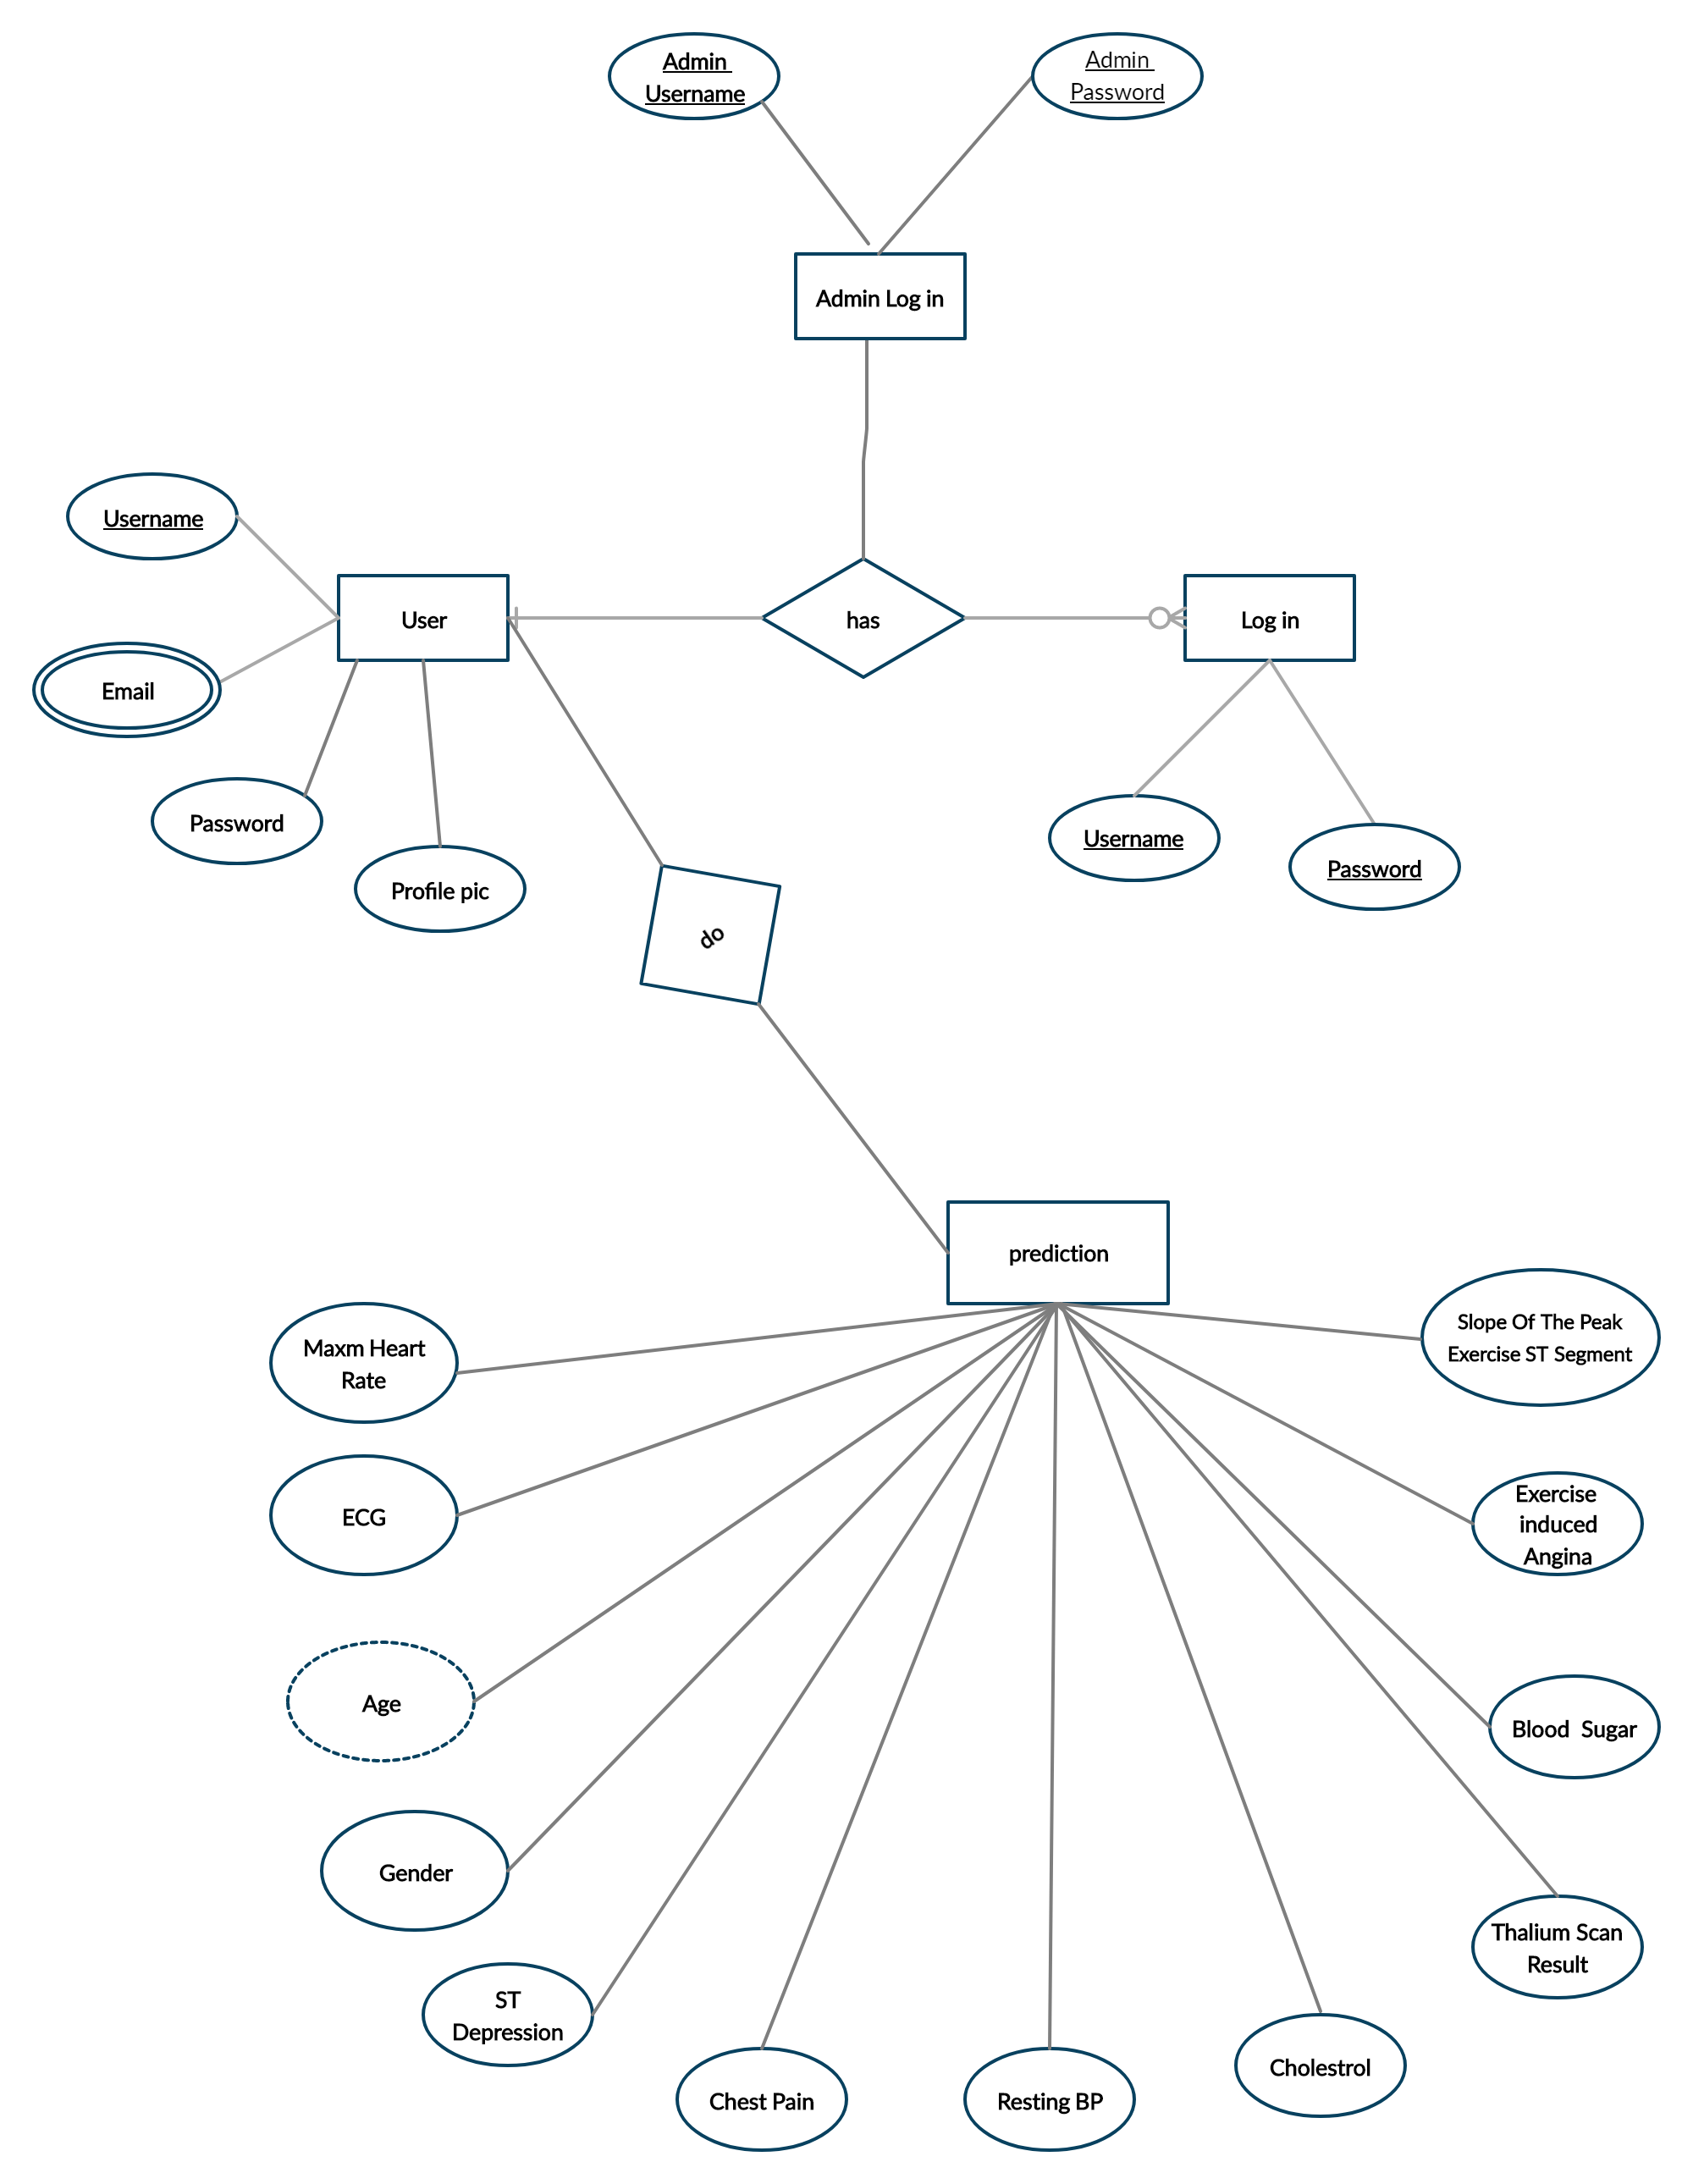 Admin
Username
Admin
Password
Admin Log in
Username
User
has
Log in
Email
Password
Profile pic
Username
Password
do
prediction
Maxm Heart
Rate
Slope Of The Peak
Exercise ST Segment
ECG
Exercise
induced
Angina
Age
Blood  Sugar
Gender
Thalium Scan
Result
ST
Depression
Chest Pain
Resting BP
Cholestrol